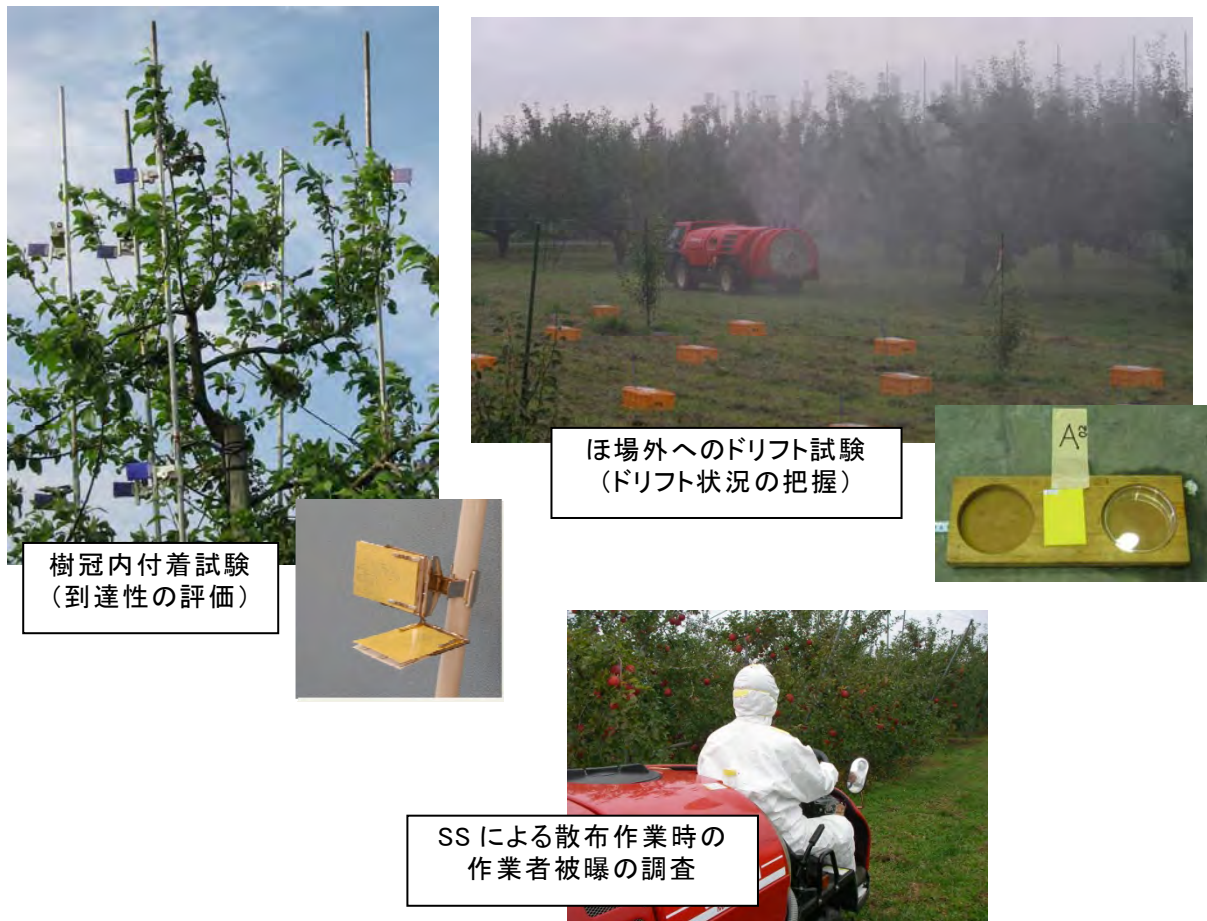 樹冠内付着試験
(到達性の評価)
ほ場外へのドリフト試験
(ドリフト状況の把握)
A02
SS による散布作業時の
作業者被曝の調査